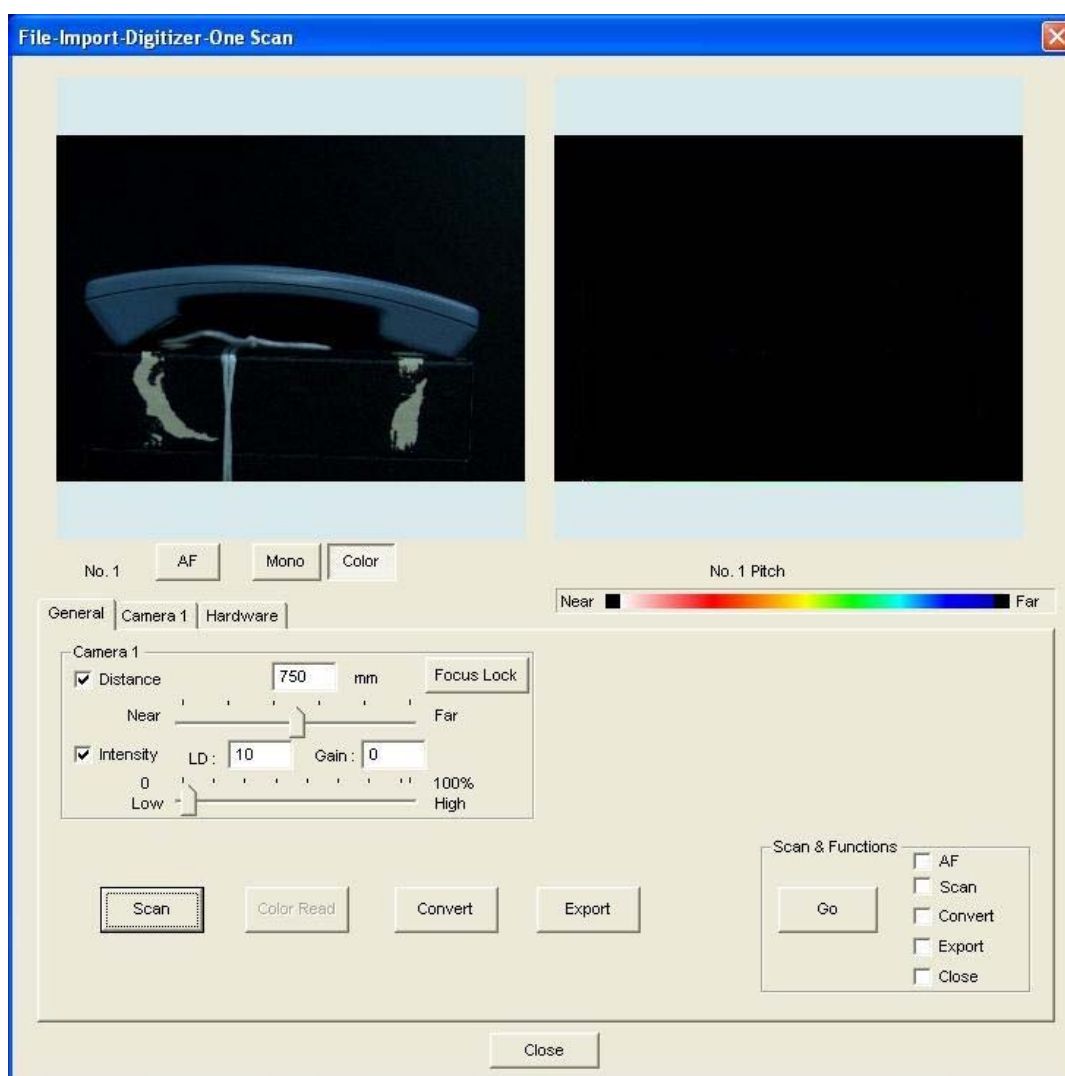 File-Import-Digitizer-One Scan
No. 1 AF Mono Color
No. 1 Pitch
Near Far
General Camera 1 Hardware
Camera 1
Distance 750 mm Focus Lock
Near Far
Intensity LD : 10 Gain : 0
0 100%
Low High
Scan & Functions
AF
Scan
Convert
Export
Close
Go
Scan Color Read Convert Export
Close